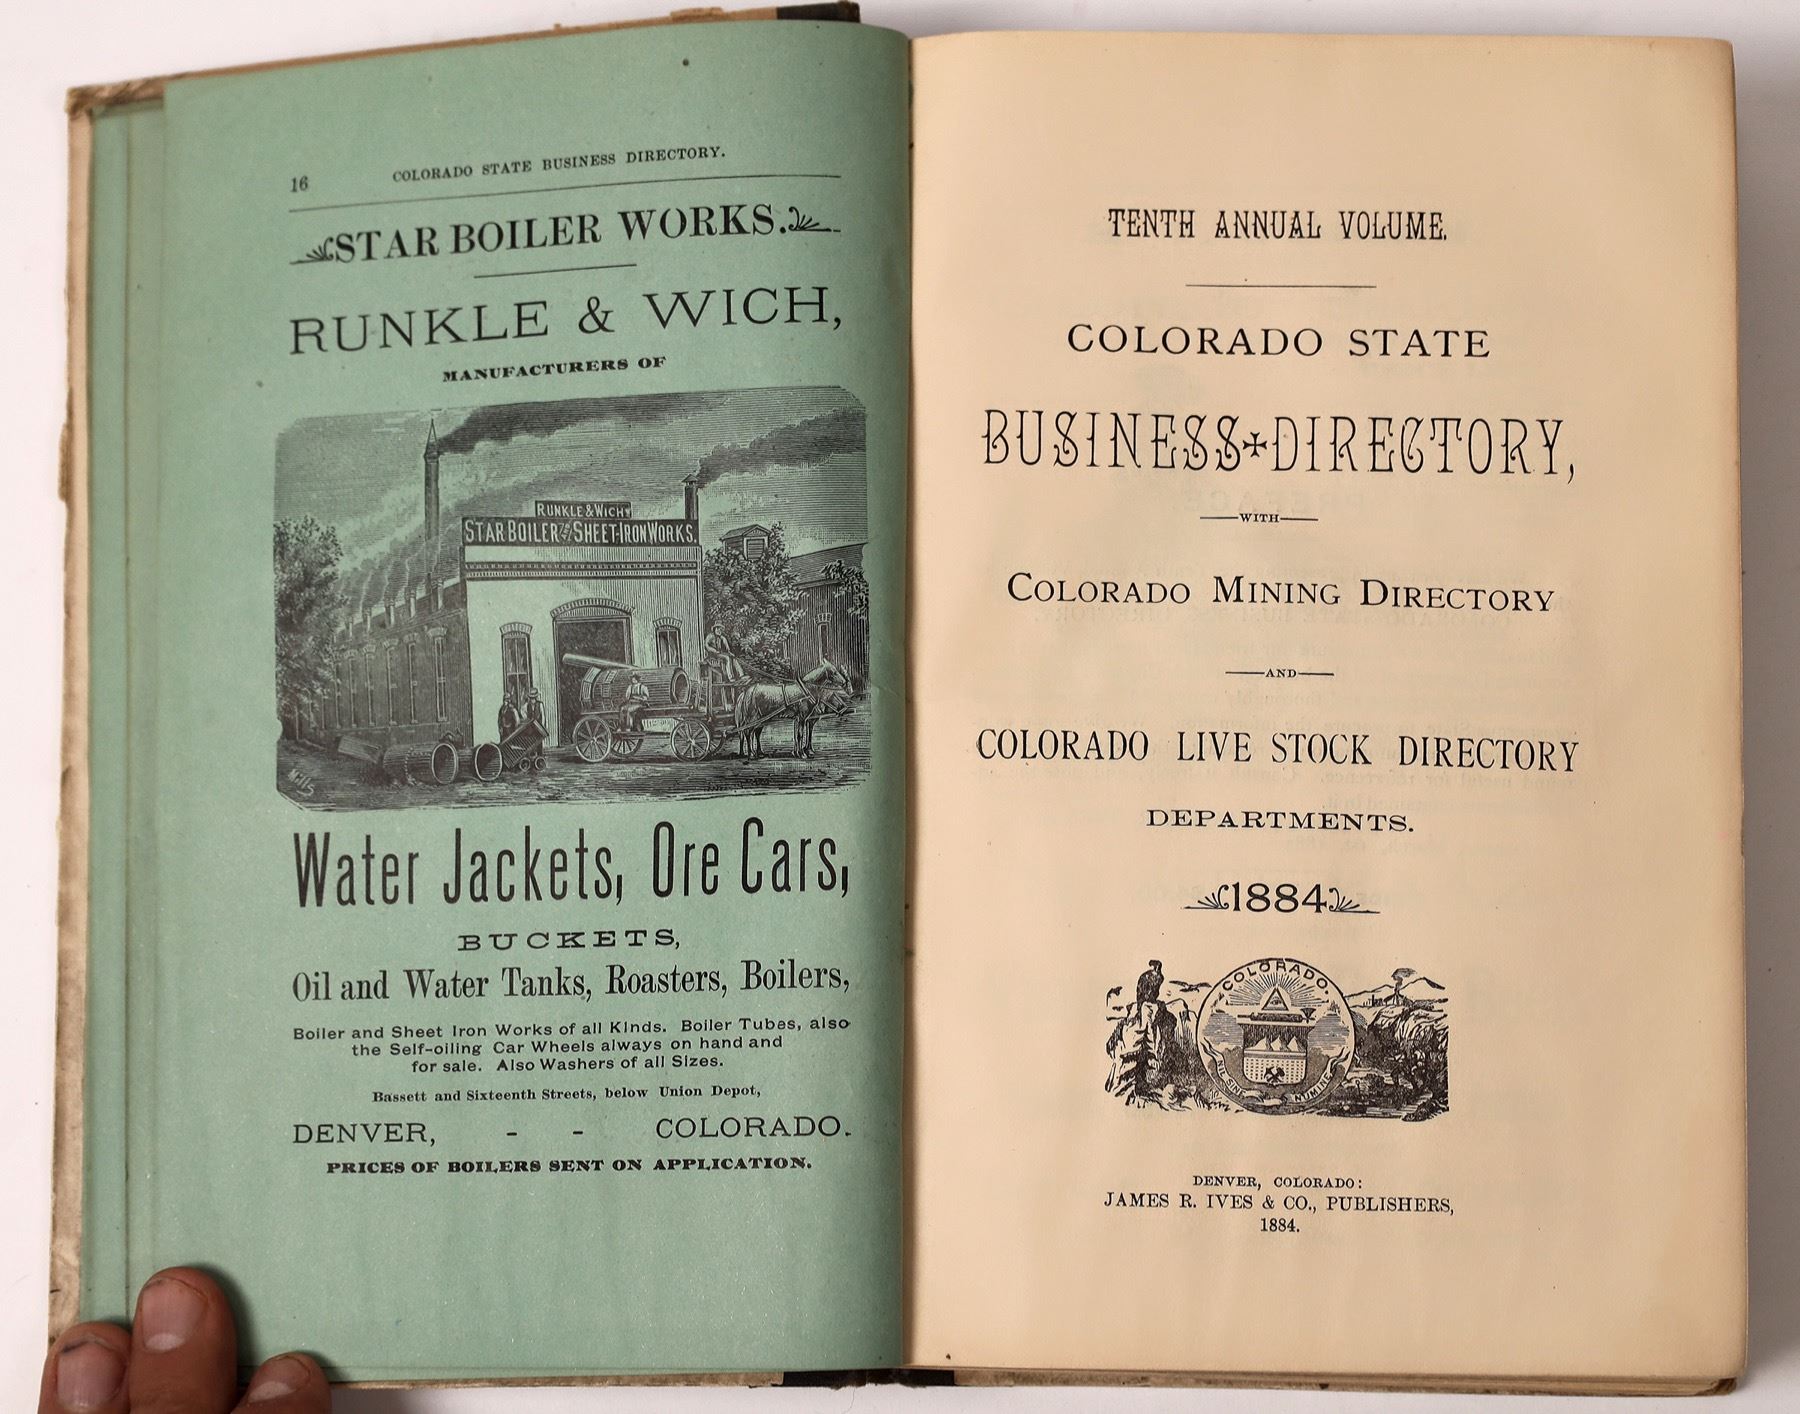 16 COLORADO STATE BUSINESS DIRECTORY.
STAR BOILER WORKS.
RUNKLE & WICH,
MANUFACTURERS OF
RUNKLE & WICH
STAR BOILER SHEET-IRON WORKS.
Water Jackets, Ore Cars,
BUCKETS,
Oil and Water Tanks, Roasters, Boilers,
Boiler and Sheet Iron Works of all Kinds. Boiler Tubes, also
the Self-oiling Car Wheels always on hand and
for sale. Also Washers of all Sizes.
Bassett and Sixteenth Streets, below Union Depot,
DENVER, - - COLORADO.
PRICES OF BOILERS SENT ON APPLICATION.
TENTH ANNUAL VOLUME.
COLORADO STATE
BUSINESS DIRECTORY,
WITH
COLORADO MINING DIRECTORY
AND
COLORADO LIVE STOCK DIRECTORY
DEPARTMENTS.
1884
COLORADO.
NIL SINE NUMINE
DENVER, COLORADO:
JAMES R. IVES & CO., PUBLISHERS,
1884.